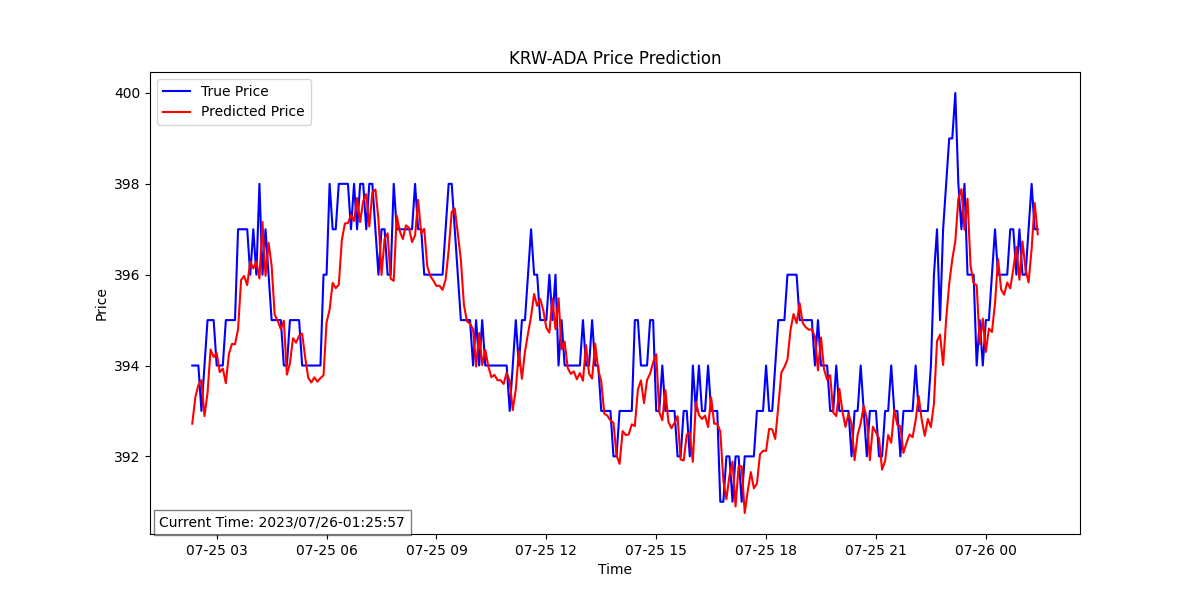 KRW-ADA Price Prediction
True Price
Predicted Price
Price
400
398
396
394
392
Current Time: 2023/07/26-01:25:57
07-25 03
07-25 06
07-25 09
07-25 12
07-25 15
07-25 18
07-25 21
07-26 00
Time